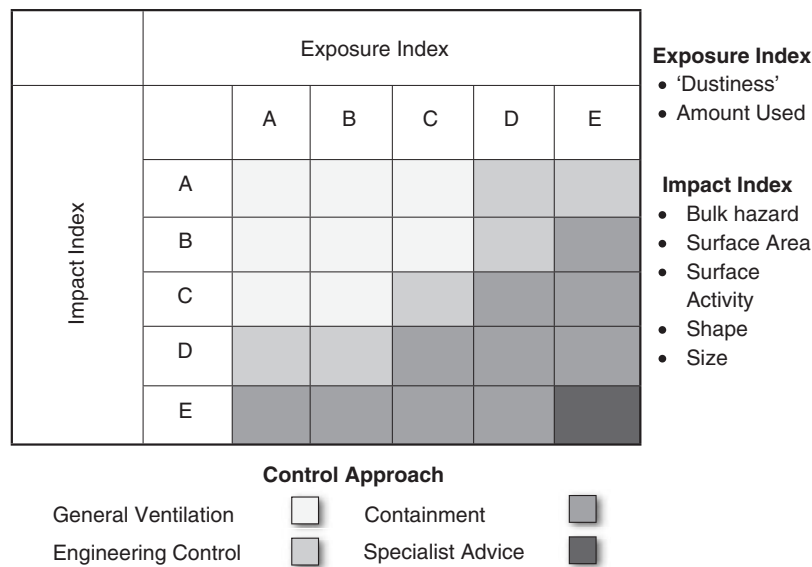 Exposure Index
A B C D E
Impact Index
A
B
C
D
E
Exposure Index
• ‘Dustiness’
• Amount Used
Impact Index
• Bulk hazard
• Surface Area
• Surface
Activity
• Shape
• Size
Control Approach
General Ventilation Containment
Engineering Control Specialist Advice